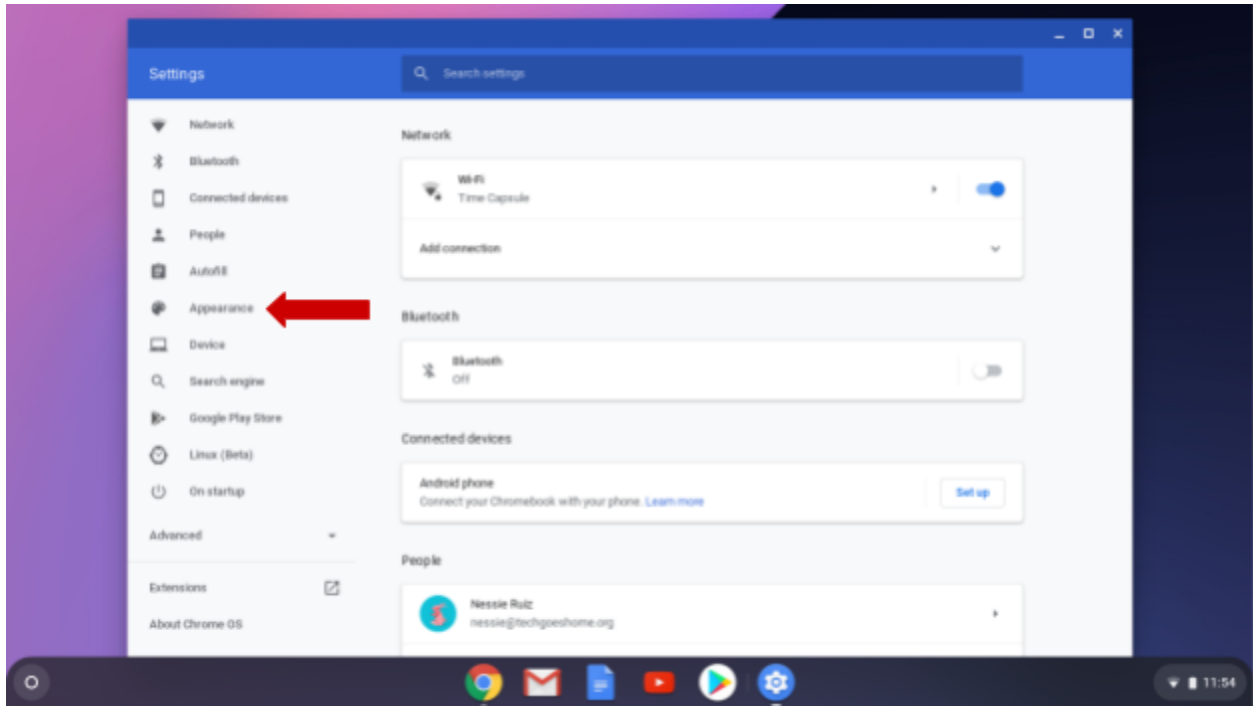 Settings
Search settings
Network
Bluetooth
Connected devices
People
Autofill
Appearance
Device
Search engine
Google Play Store
Linux (Beta)
On startup
Advanced
Extensions
About Chrome OS
Network
Wi-Fi
Time Capsule
Add connection
Bluetooth
Bluetooth
Off
Connected devices
Android phone
Connect your Chromebook with your phone. Learn more
Set up
People
Nessie Ruiz
nessie@techgoeshome.org
11:54